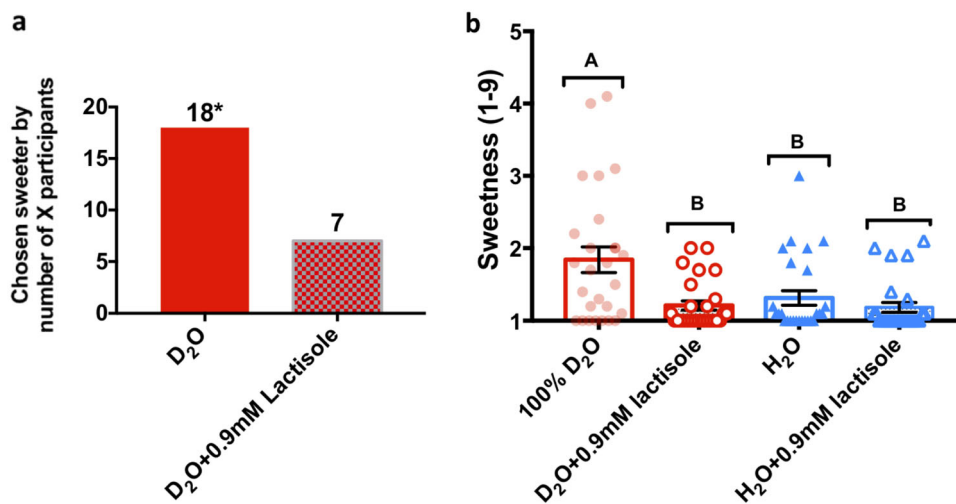 a
Chosen sweeter by
number of X participants
20
15
10
5
0
18*
7
D₂O
D₂O+0.9mM Lactisole
b
Sweetness (1-9)
5
4
3
2
1
A
B
B
B
100% D₂O
D₂O+0.9mM lactisole
H₂O
H₂O+0.9mM lactisole